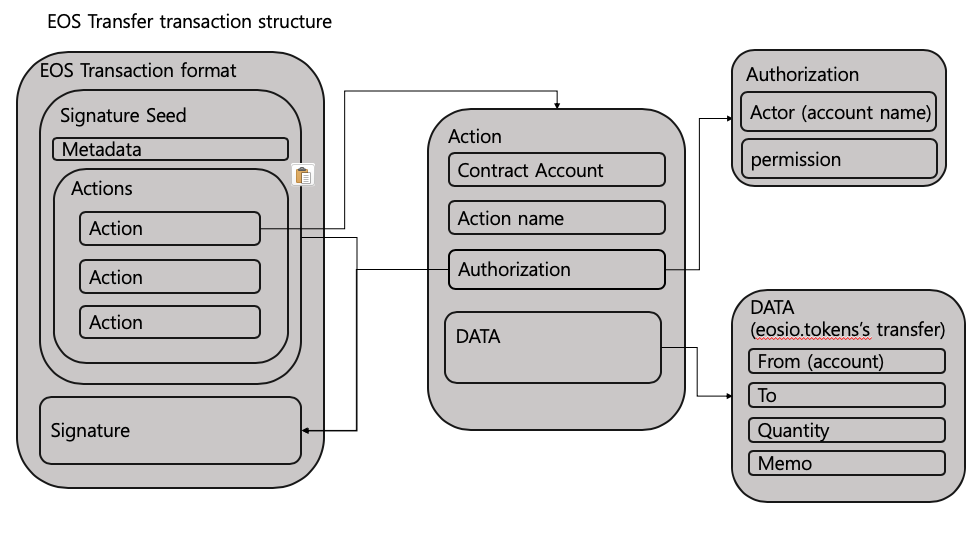 EOS Transfer transaction structure
EOS Transaction format
Signature Seed
Metadata
Actions
Action
Action
Action
Signature
Action
Contract Account
Action name
Authorization
DATA
Authorization
Actor (account name)
permission
DATA
(eosio.tokens's transfer)
From (account)
To
Quantity
Memo